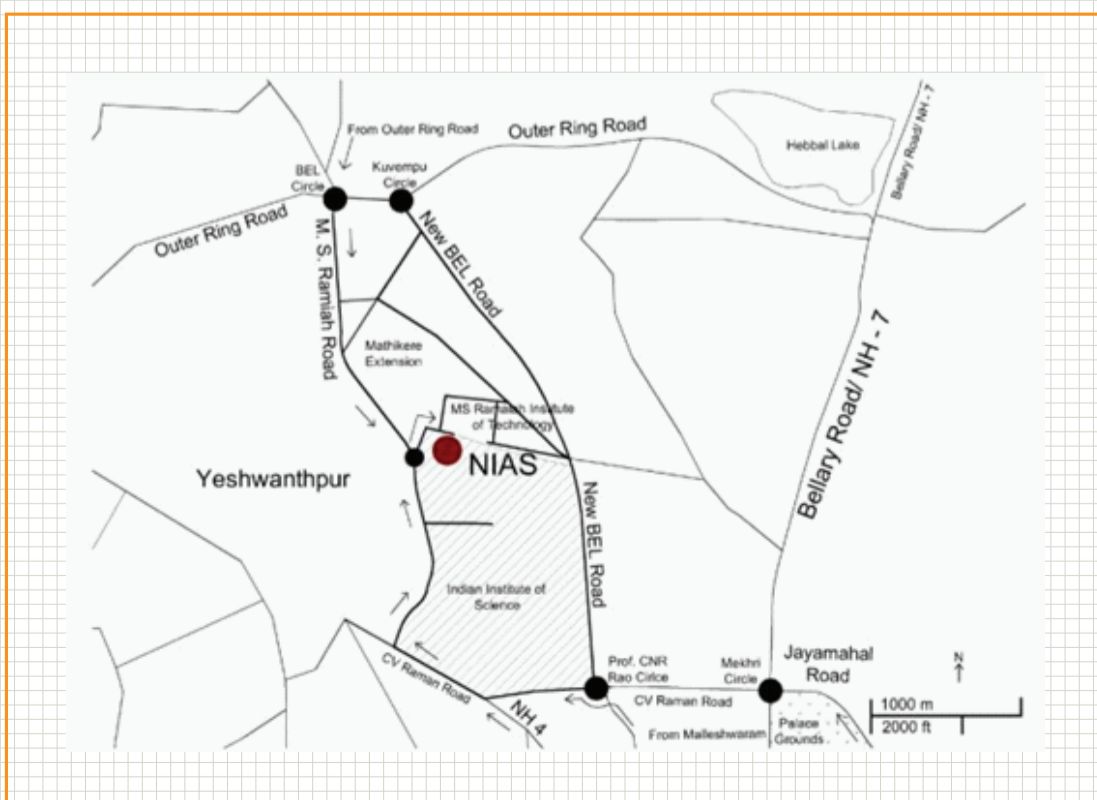 Bellary Road/ NH - 7
From Outer Ring Road
Outer Ring Road
Hebbal Lake
BEL
Circle
Kuvempu
Circle
Outer Ring Road
M. S. Ramiah Road
New BEL Road
Mathikere
Extension
Bellary Road/ NH - 7
MS Ramaiah Insitute
of Technology
NIAS
Yeshwanthpur
New BEL Road
Indian Institute of
Science
CV Raman Road
NH 4
Prof. CNR
Rao Cirlce
Mekhri
Circle
Jayamahal
Road
N
CV Raman Road
1000 m
2000 ft
From Malleshwaram
Palace
Grounds